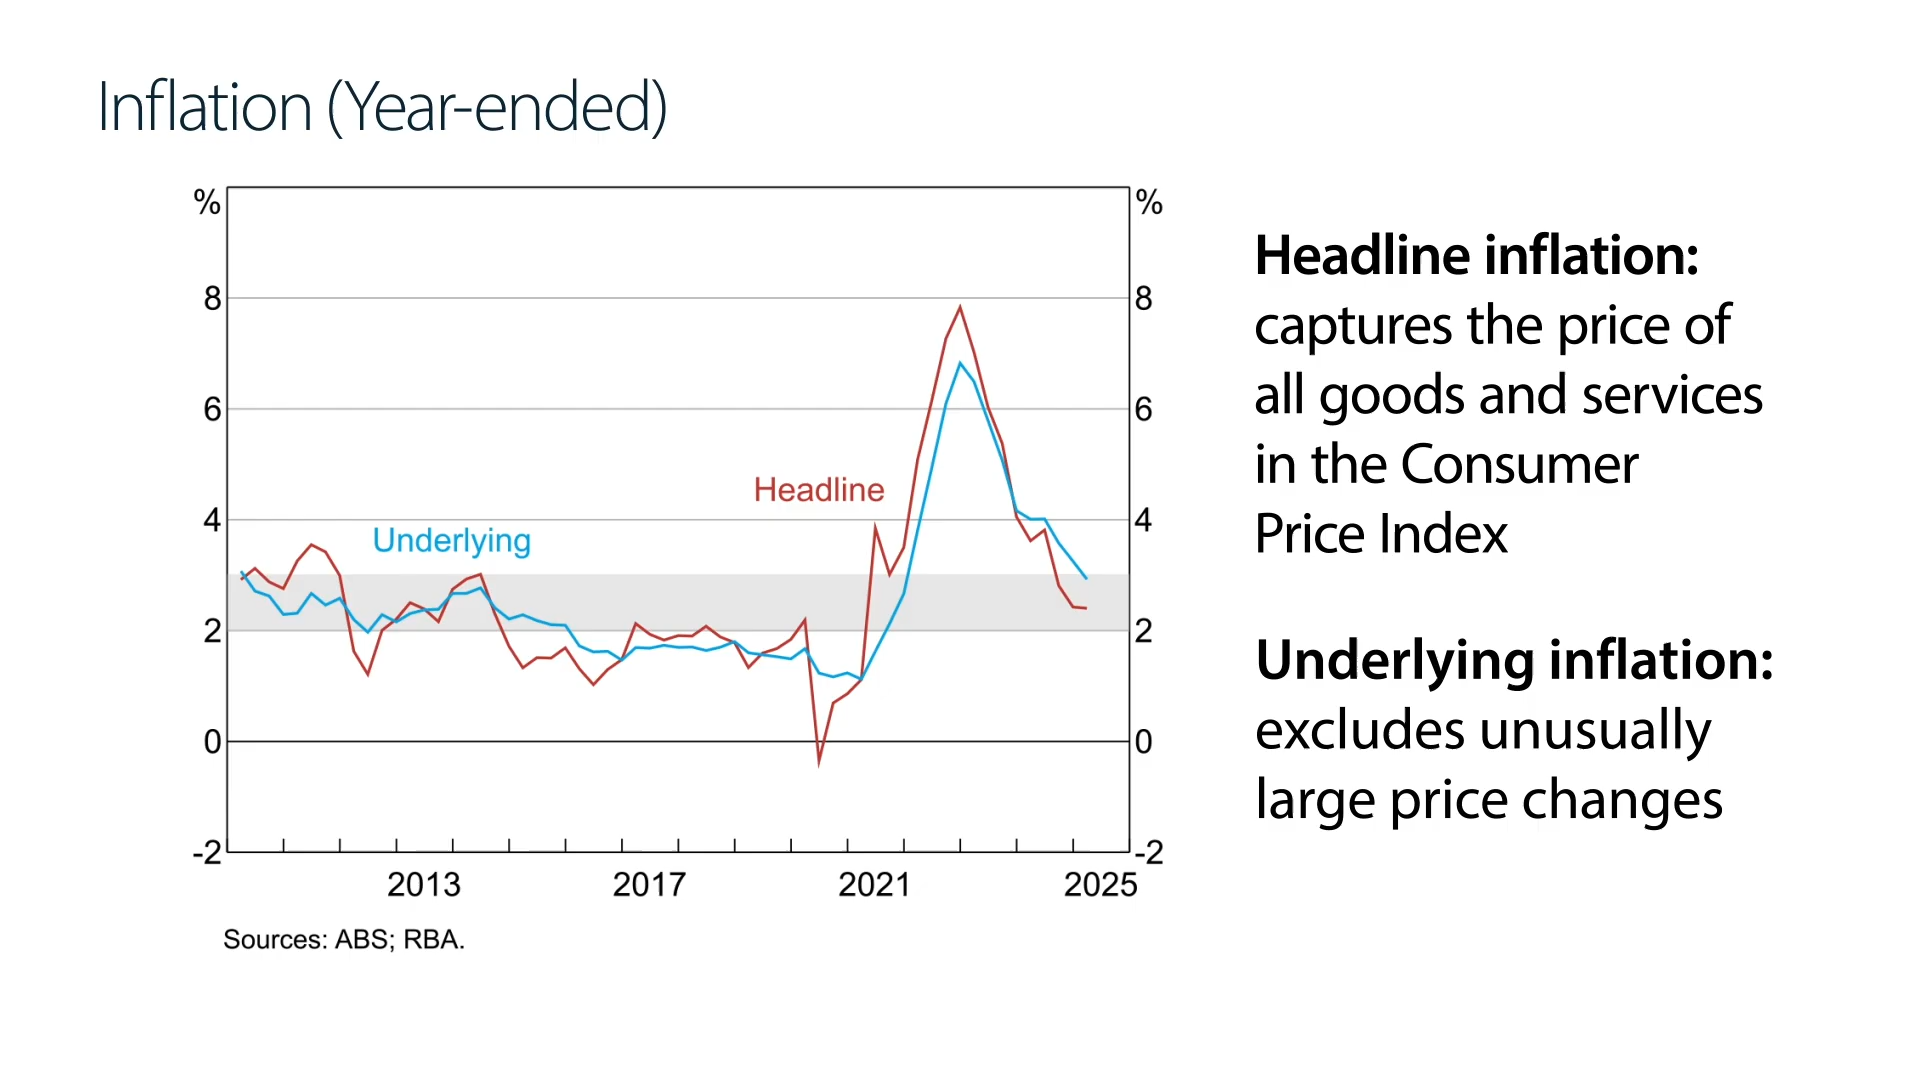 Inflation (Year-ended)
% %
8 8
6 6
Headline
4 4
Underlying
2 2
0 0
-2 -2
2013 2017 2021 2025
Sources: ABS; RBA.
Headline inflation:
captures the price of
all goods and services
in the Consumer
Price Index
Underlying inflation:
excludes unusually
large price changes